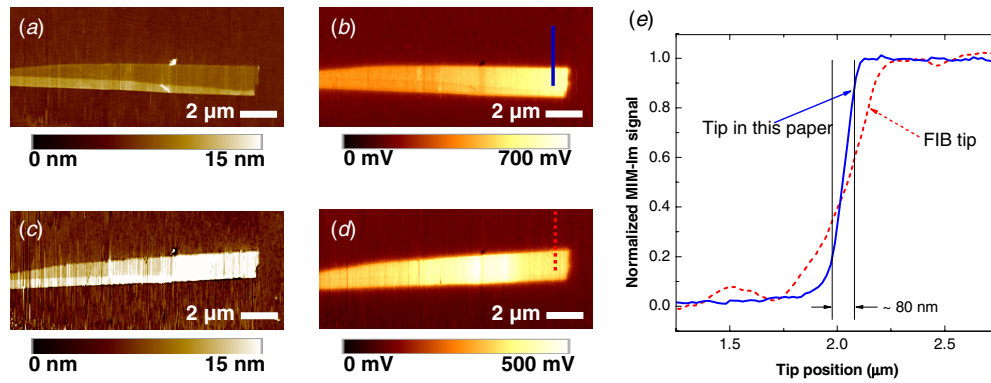 (a)
2 µm
0 nm 15 nm
(b)
2 µm
0 mV 700 mV
(c)
2 µm
0 nm 15 nm
(d)
2 µm
0 mV 500 mV
(e)
Normalized MIM-Im signal
1.0
0.8
0.6
0.4
0.2
0.0
Tip in this paper
FIB tip
~ 80 nm
1.5 2.0 2.5
Tip position (µm)